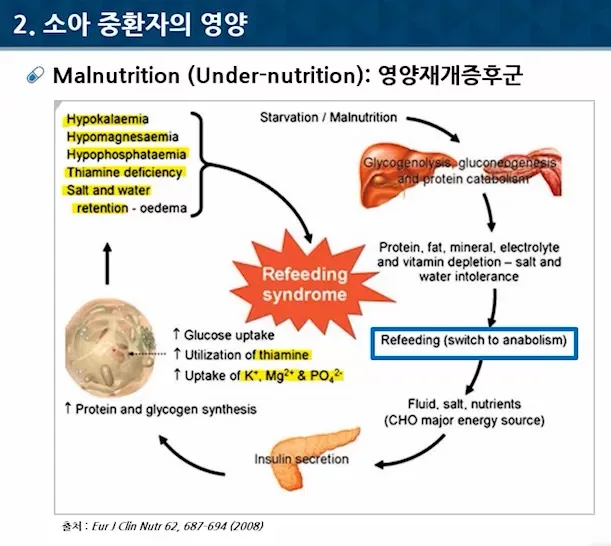 2. 소아 중환자의 영양
Malnutrition (Under-nutrition): 영양재개증후군
Hypokalaemia
Hypomagnesaemia
Hypophosphataemia
Thiamine deficiency
Salt and water
retention - oedema
Starvation / Malnutrition
Glycogenolysis, gluconeogenesis
and protein catabolism
Protein, fat, mineral, electrolyte
and vitamin depletion – salt and
water intolerance
Refeeding
syndrome
Refeeding (switch to anabolism)
↑ Glucose uptake
↑ Utilization of thiamine
↑ Uptake of K⁺, Mg²⁺ & PO₄²⁻
↑ Protein and glycogen synthesis
Fluid, salt, nutrients
(CHO major energy source)
Insulin secretion
출처 : Eur J Clin Nutr 62, 687-694 (2008)